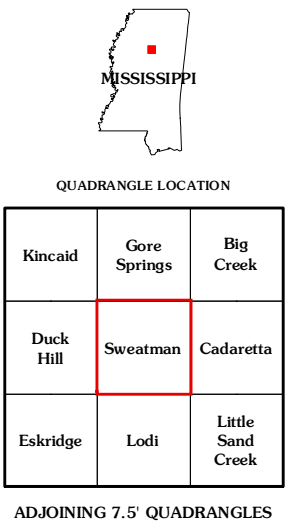 MISSISSIPPI
QUADRANGLE LOCATION
Kincaid
Gore
Springs
Big
Creek
Duck
Hill
Sweatman
Cadaretta
Eskridge
Lodi
Little
Sand
Creek
ADJOINING 7.5' QUADRANGLES